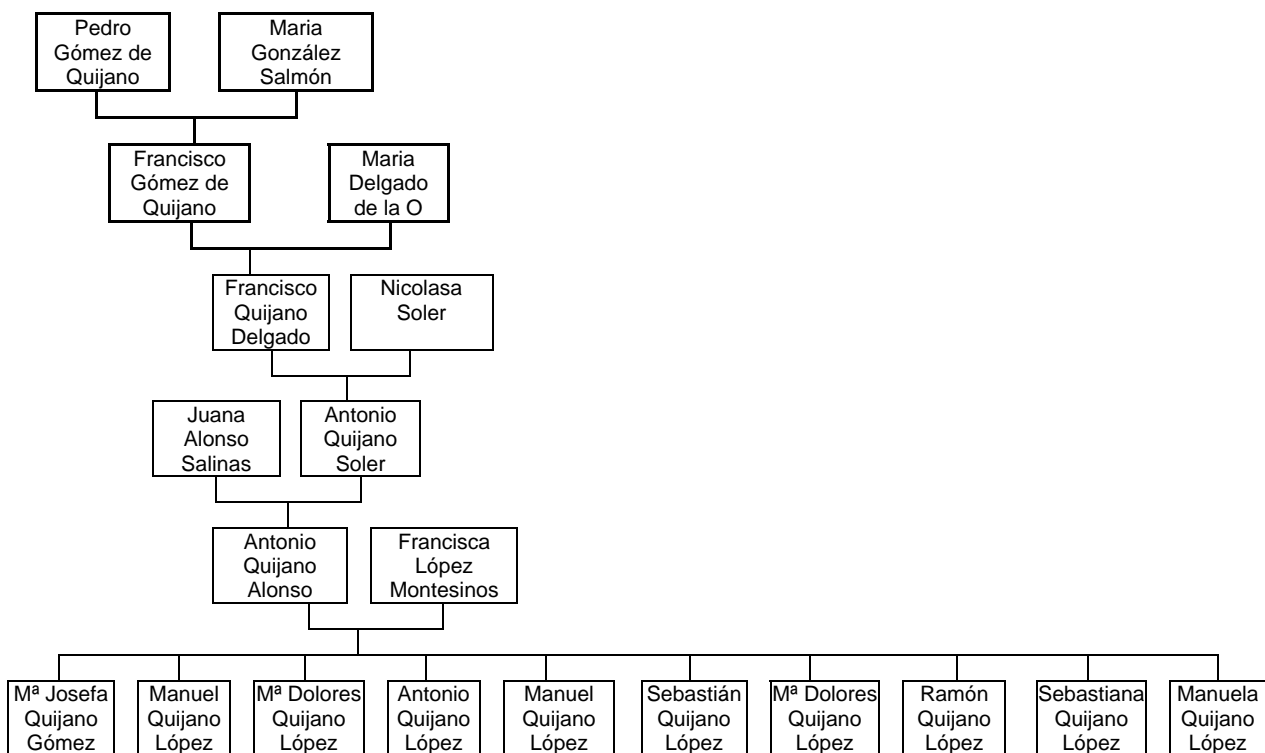 Pedro
Gómez de
Quijano
Maria
González
Salmón
Francisco
Gómez de
Quijano
Maria
Delgado
de la O
Francisco
Quijano
Delgado
Nicolasa
Soler
Juana
Alonso
Salinas
Antonio
Quijano
Soler
Antonio
Quijano
Alonso
Francisca
López
Montesinos
Mª Josefa
Quijano
Gómez
Manuel
Quijano
López
Mª Dolores
Quijano
López
Antonio
Quijano
López
Manuel
Quijano
López
Sebastián
Quijano
López
Mª Dolores
Quijano
López
Ramón
Quijano
López
Sebastiana
Quijano
López
Manuela
Quijano
López